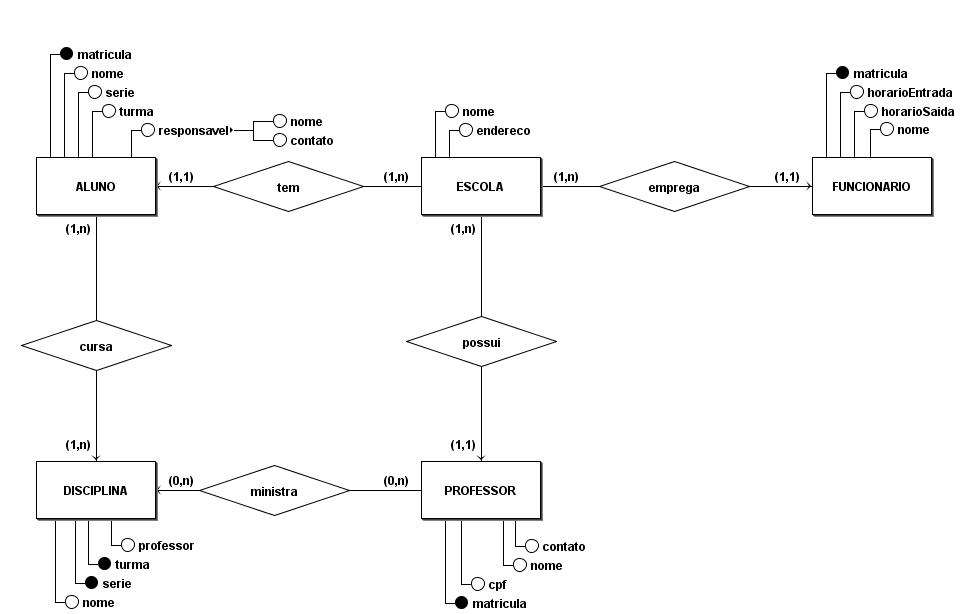 matricula
nome
serie
turma
responsavel
nome
contato
nome
endereco
matricula
horarioEntrada
horarioSaida
nome
ALUNO
(1,1)
tem
(1,n)
ESCOLA
(1,n)
emprega
(1,1)
FUNCIONARIO
(1,n)
(1,n)
cursa
possui
(1,n)
(1,1)
DISCIPLINA
(0,n)
ministra
(0,n)
PROFESSOR
professor
turma
serie
nome
contato
nome
cpf
matricula